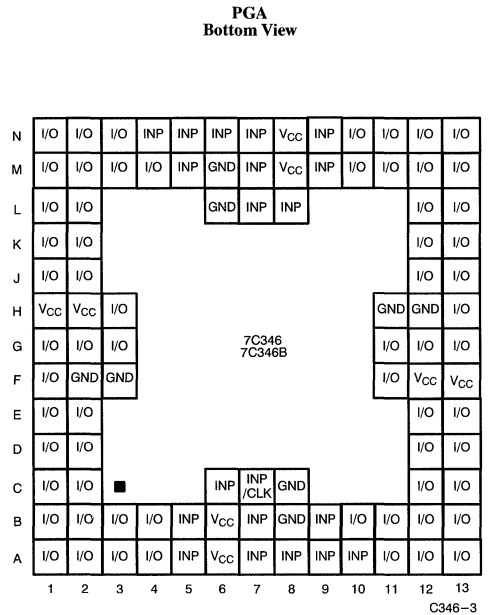 PGA
Bottom View
N I/O I/O I/O INP INP INP INP VCC INP I/O I/O I/O I/O
M I/O I/O I/O I/O INP GND INP VCC INP I/O I/O I/O I/O
L I/O I/O GND INP INP I/O I/O
K I/O I/O I/O I/O
J I/O I/O I/O I/O
H VCC VCC I/O GND GND I/O
G I/O I/O I/O 7C346 I/O I/O I/O
7C346B
F I/O GND GND I/O VCC VCC
E I/O I/O I/O I/O
D I/O I/O I/O I/O
C I/O I/O INP INP/CLK GND I/O I/O
B I/O I/O I/O I/O INP VCC INP GND INP I/O I/O I/O I/O
A I/O I/O I/O I/O INP VCC INP INP INP INP I/O I/O I/O
1 2 3 4 5 6 7 8 9 10 11 12 13
C346–3